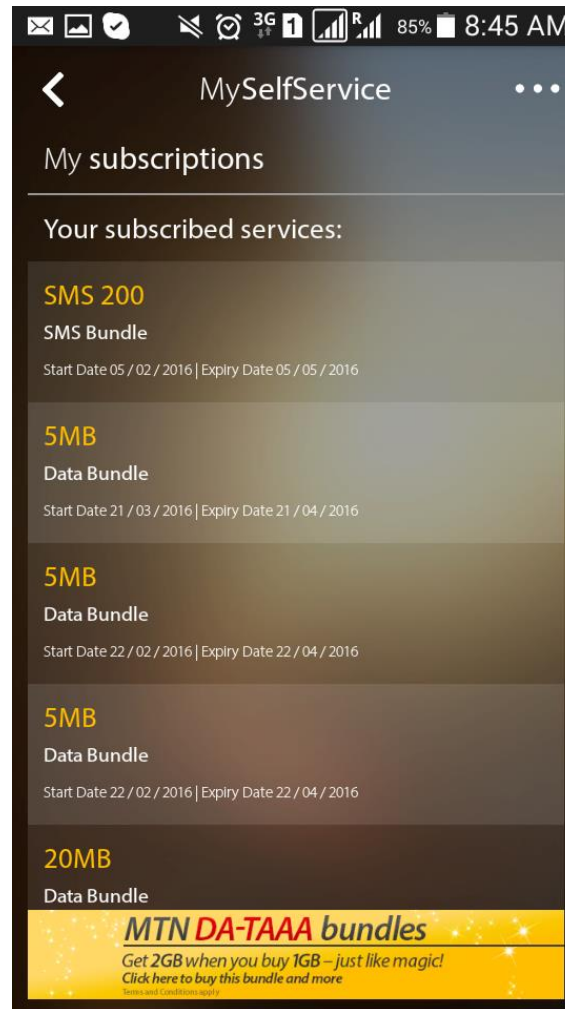 3G 1 R 85% 8:45 AM
MySelfService
My subscriptions
Your subscribed services:
SMS 200
SMS Bundle
Start Date 05 / 02 / 2016 | Expiry Date 05 / 05 / 2016
5MB
Data Bundle
Start Date 21 / 03 / 2016 | Expiry Date 21 / 04 / 2016
5MB
Data Bundle
Start Date 22 / 02 / 2016 | Expiry Date 22 / 04 / 2016
5MB
Data Bundle
Start Date 22 / 02 / 2016 | Expiry Date 22 / 04 / 2016
20MB
Data Bundle
MTN DA-TAAA bundles
Get 2GB when you buy 1GB – just like magic!
Click here to buy this bundle and more
Terms and Conditions apply